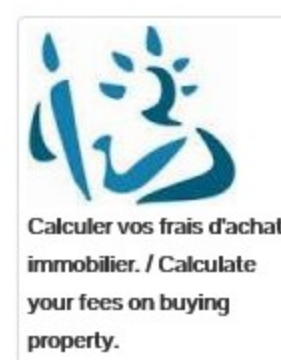 Calculer vos frais d'achat
immobilier. / Calculate
your fees on buying
property.